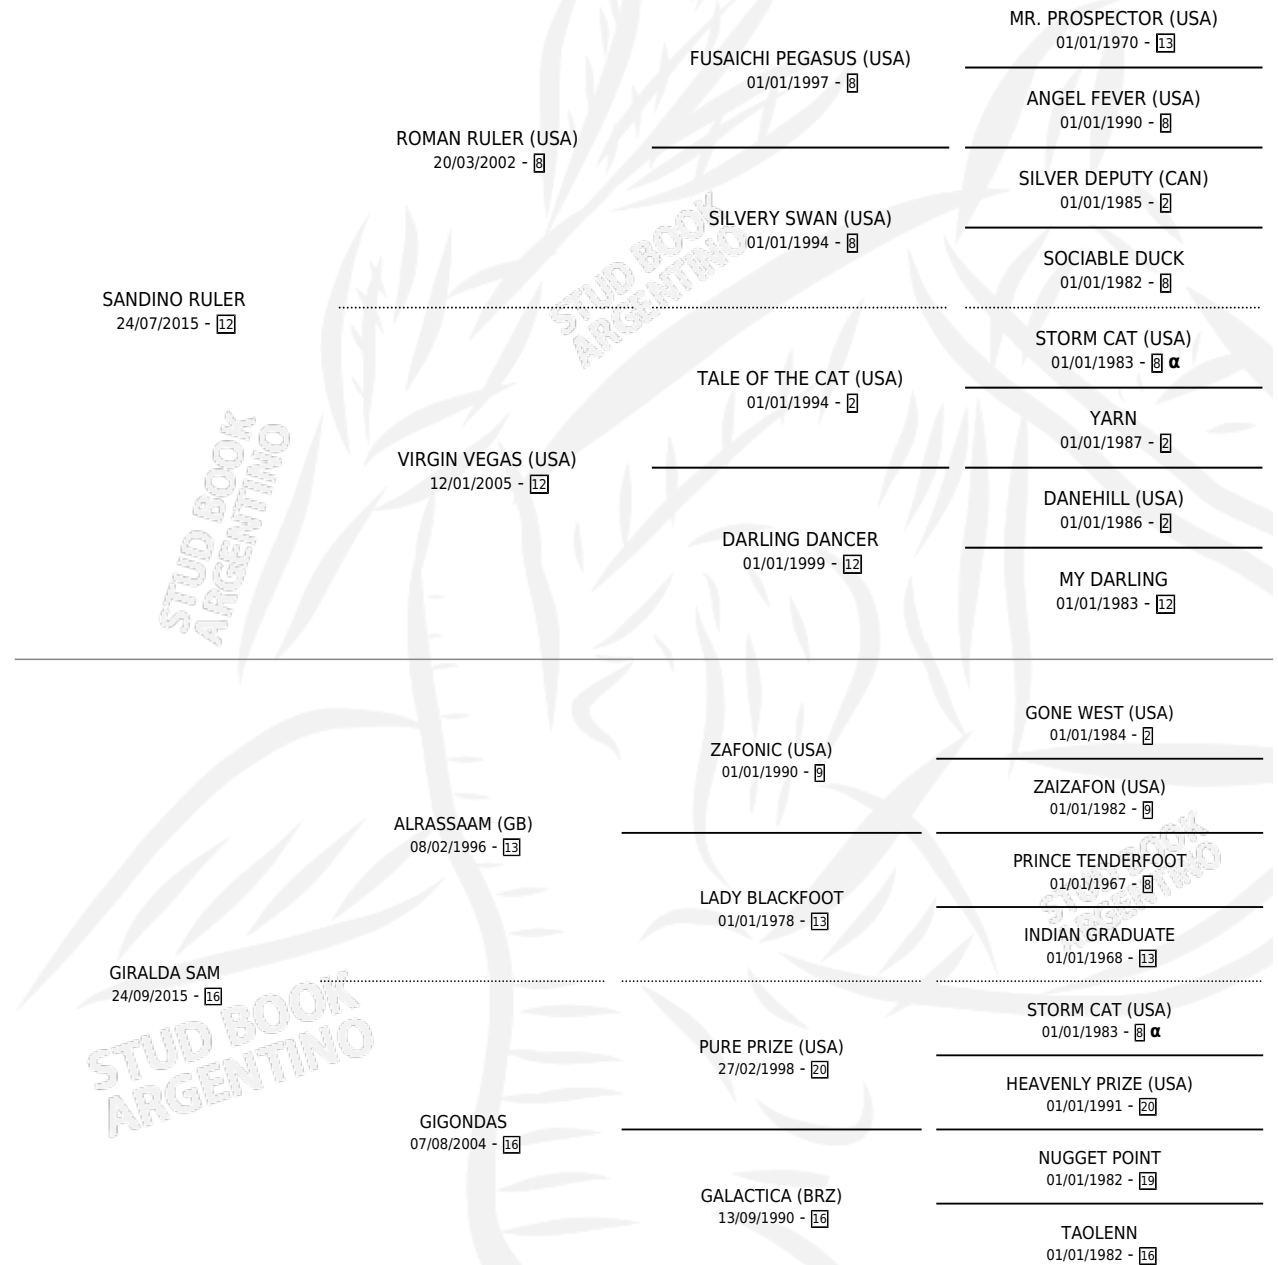 MR. PROSPECTOR (USA)
01/01/1970 - 13
FUSAICHI PEGASUS (USA)
01/01/1997 - 8
ANGEL FEVER (USA)
01/01/1990 - 8
ROMAN RULER (USA)
20/03/2002 - 8
SILVER DEPUTY (CAN)
01/01/1985 - 2
SILVERY SWAN (USA)
01/01/1994 - 8
SOCIABLE DUCK
01/01/1982 - 8
SANDINO RULER
24/07/2015 - 12
STORM CAT (USA)
01/01/1983 - 8 α
TALE OF THE CAT (USA)
01/01/1994 - 2
YARN
01/01/1987 - 2
VIRGIN VEGAS (USA)
12/01/2005 - 12
DANEHILL (USA)
01/01/1986 - 2
DARLING DANCER
01/01/1999 - 12
MY DARLING
01/01/1983 - 12
GONE WEST (USA)
01/01/1984 - 2
ZAFONIC (USA)
01/01/1990 - 9
ZAIZAFON (USA)
01/01/1982 - 9
ALRASSAAM (GB)
08/02/1996 - 13
PRINCE TENDERFOOT
01/01/1967 - 8
LADY BLACKFOOT
01/01/1978 - 13
INDIAN GRADUATE
01/01/1968 - 13
GIRALDA SAM
24/09/2015 - 16
STORM CAT (USA)
01/01/1983 - 8 α
PURE PRIZE (USA)
27/02/1998 - 20
HEAVENLY PRIZE (USA)
01/01/1991 - 20
GIGONDAS
07/08/2004 - 16
NUGGET POINT
01/01/1982 - 19
GALACTICA (BRZ)
13/09/1990 - 16
TAOLENN
01/01/1982 - 16
STUD BOOK
ARGENTINO
STUD BOOK
ARGENTINO
STUD BOOK
ARGENTINO
STUD BOOK
ARGENTINO